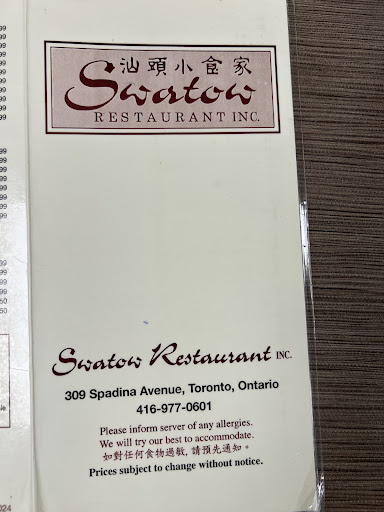 汕頭小食家
Swatow
RESTAURANT INC.
Swatow Restaurant INC.
309 Spadina Avenue, Toronto, Ontario
416-977-0601
Please inform server of any allergies.
We will try our best to accommodate.
如對任何食物過敏, 請預先通知。
Prices subject to change without notice.